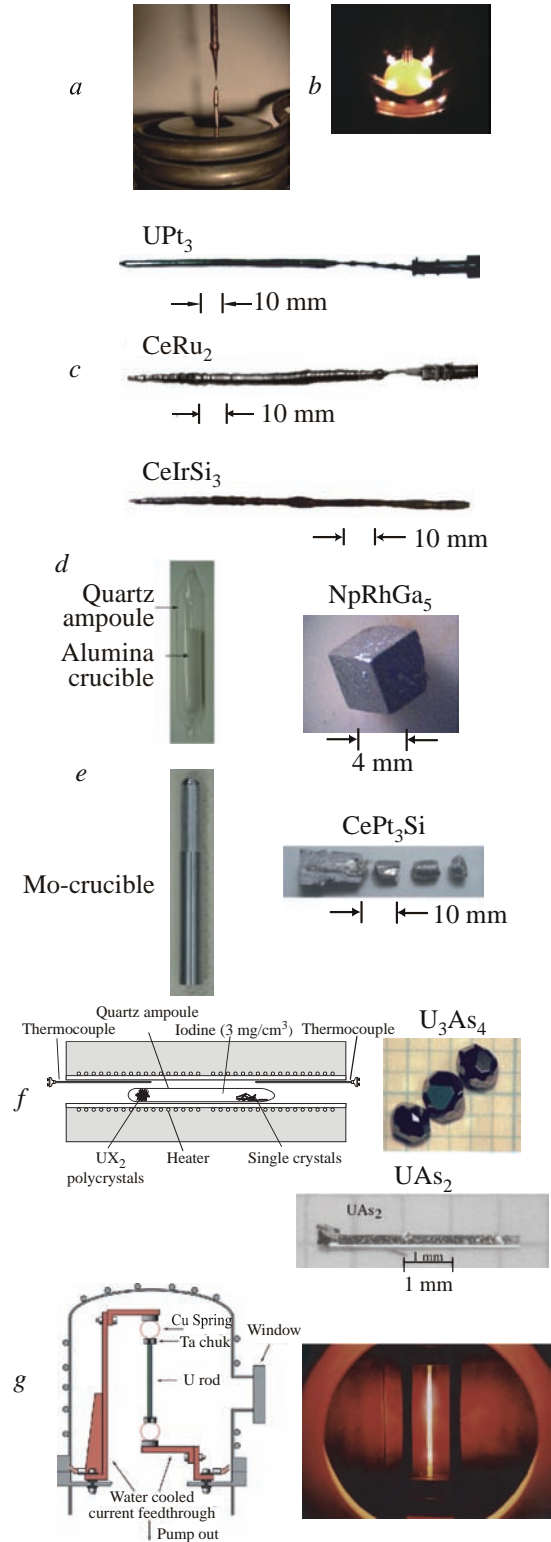 a
b
UPt₃
10 mm
c
CeRu₂
10 mm
CeIrSi₃
10 mm
d
Quartz
ampoule
Alumina
crucible
NpRhGa₅
4 mm
e
Mo-crucible
CePt₃Si
10 mm
f
Quartz ampoule
Thermocouple
Iodine (3 mg/cm³)
Thermocouple
UX₂
polycrystals
Heater
Single crystals
U₃As₄
UAs₂
UAs₂
1 mm
1 mm
g
Cu Spring
Ta chuk
U rod
Window
Water cooled
current feedthrough
Pump out